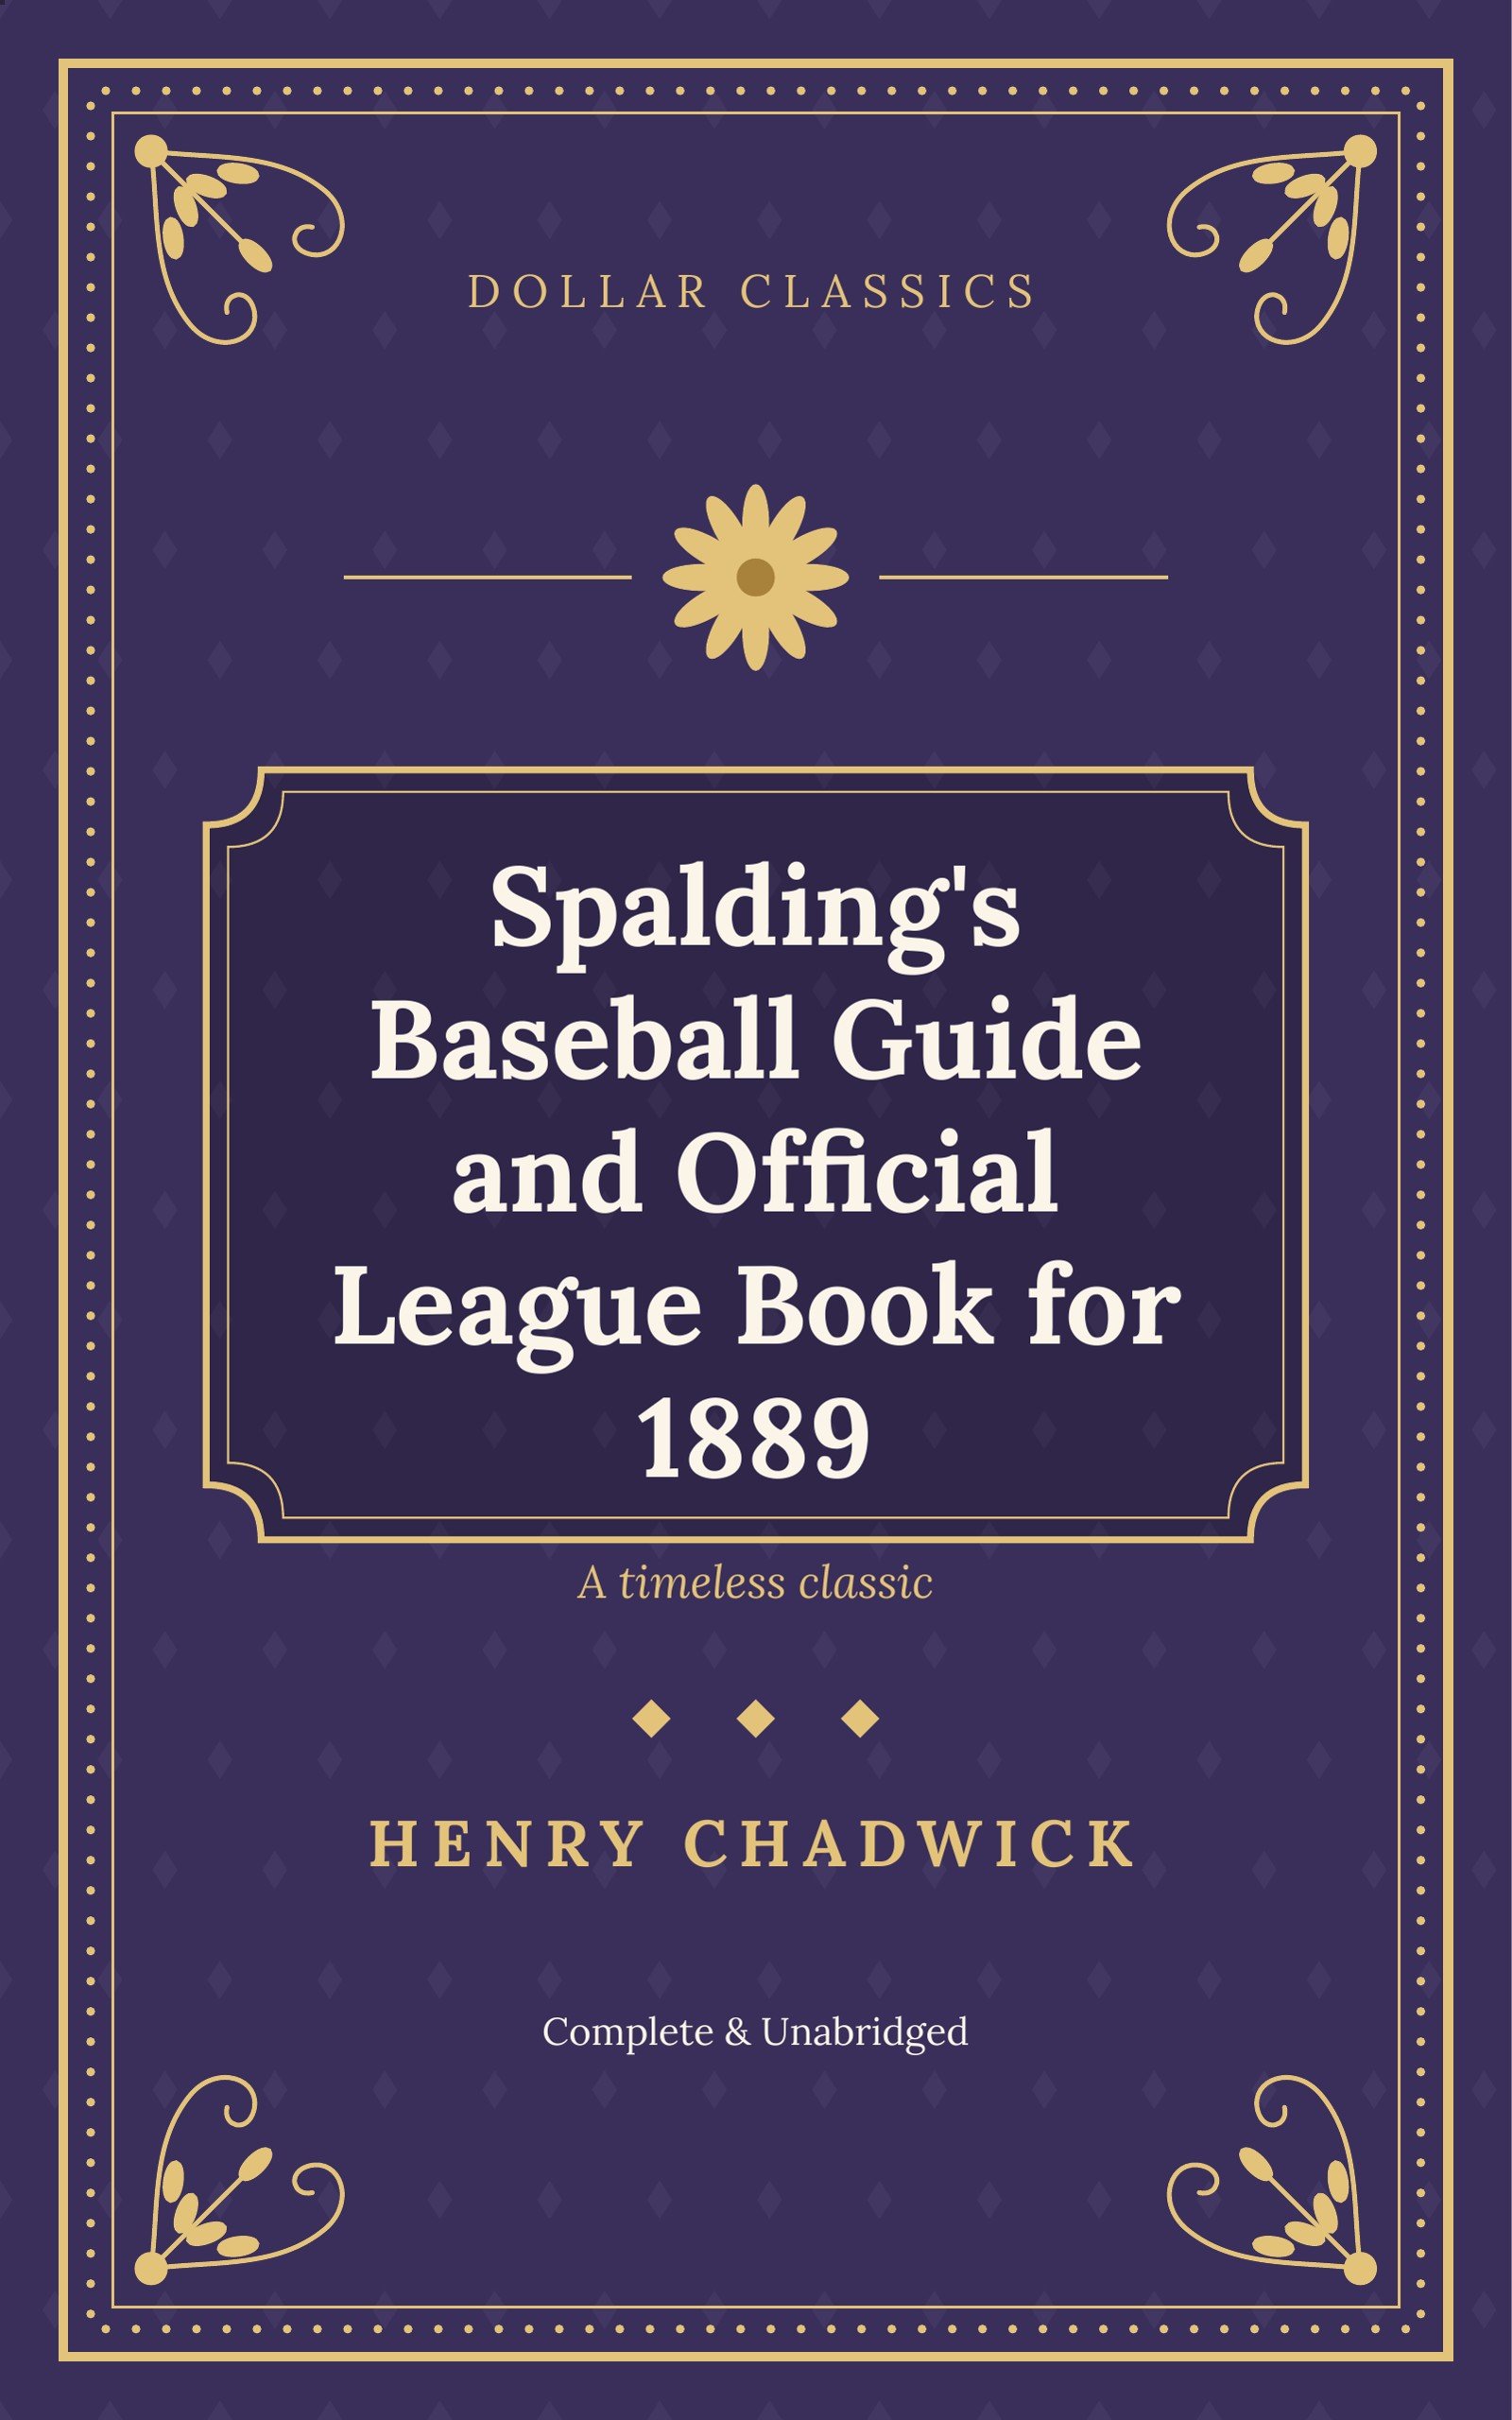 DOLLAR CLASSICS
Spalding's
Baseball Guide
and Official
League Book for
1889
A timeless classic
HENRY CHADWICK
Complete & Unabridged